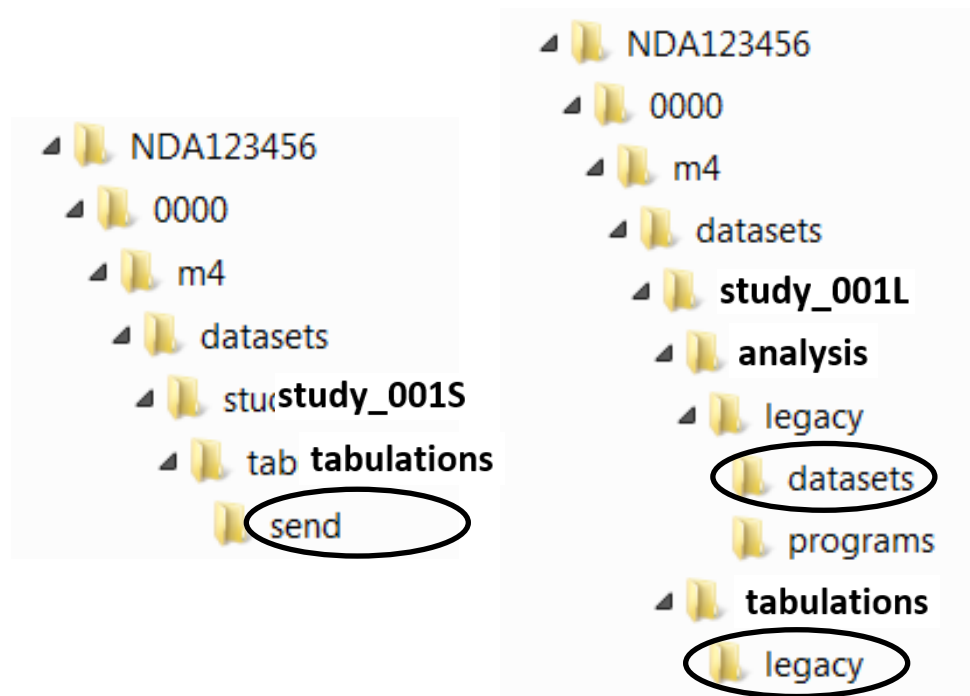 NDA123456
0000
m4
datasets
stu study_001S
tab tabulations
send
NDA123456
0000
m4
datasets
study_001L
analysis
legacy
datasets
programs
tabulations
legacy